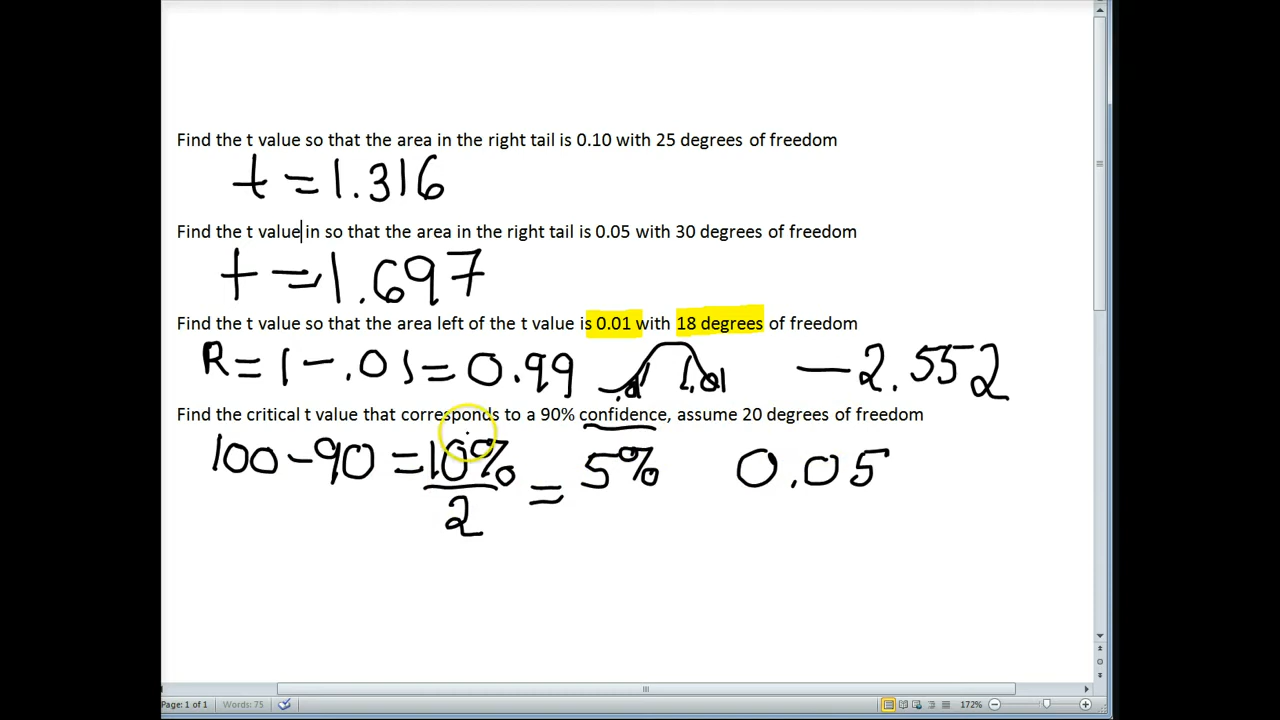 Find the t value so that the area in the right tail is 0.10 with 25 degrees of freedom
t = 1.316
Find the t value in so that the area in the right tail is 0.05 with 30 degrees of freedom
t = 1.697
Find the t value so that the area left of the t value is 0.01 with 18 degrees of freedom
R = 1 - .01 = 0.99 .01 - 2.552
Find the critical t value that corresponds to a 90% confidence, assume 20 degrees of freedom
100 - 90 = 10% = 5% 0.05
2
Page: 1 of 1 Words: 75 172%